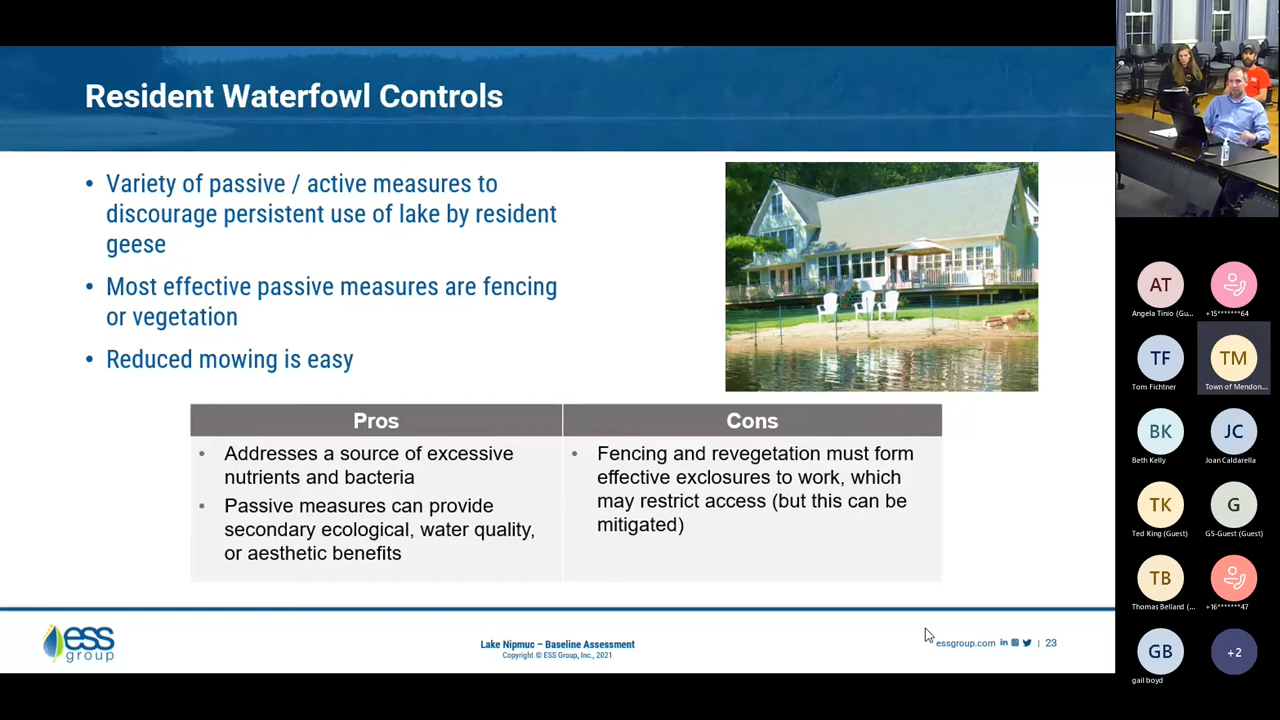 Resident Waterfowl Controls
• Variety of passive / active measures to
discourage persistent use of lake by resident
geese
• Most effective passive measures are fencing
or vegetation
• Reduced mowing is easy
Pros
Cons
• Addresses a source of excessive
nutrients and bacteria
• Passive measures can provide
secondary ecological, water quality,
or aesthetic benefits
• Fencing and revegetation must form
effective exclosures to work, which
may restrict access (but this can be
mitigated)
ess
group
Lake Nipmuc – Baseline Assessment
Copyright © ESS Group, Inc., 2021
essgroup.com
in
| 23
AT
Angela Tinio (Gu...
+15*******64
TF
Tom Fichtner
TM
Town of Mendon...
BK
Beth Kelly
JC
Joan Caldarella
TK
Ted King (Guest)
G
GS-Guest (Guest)
TB
Thomas Belland (...
+16*******47
GB
gail boyd
+2